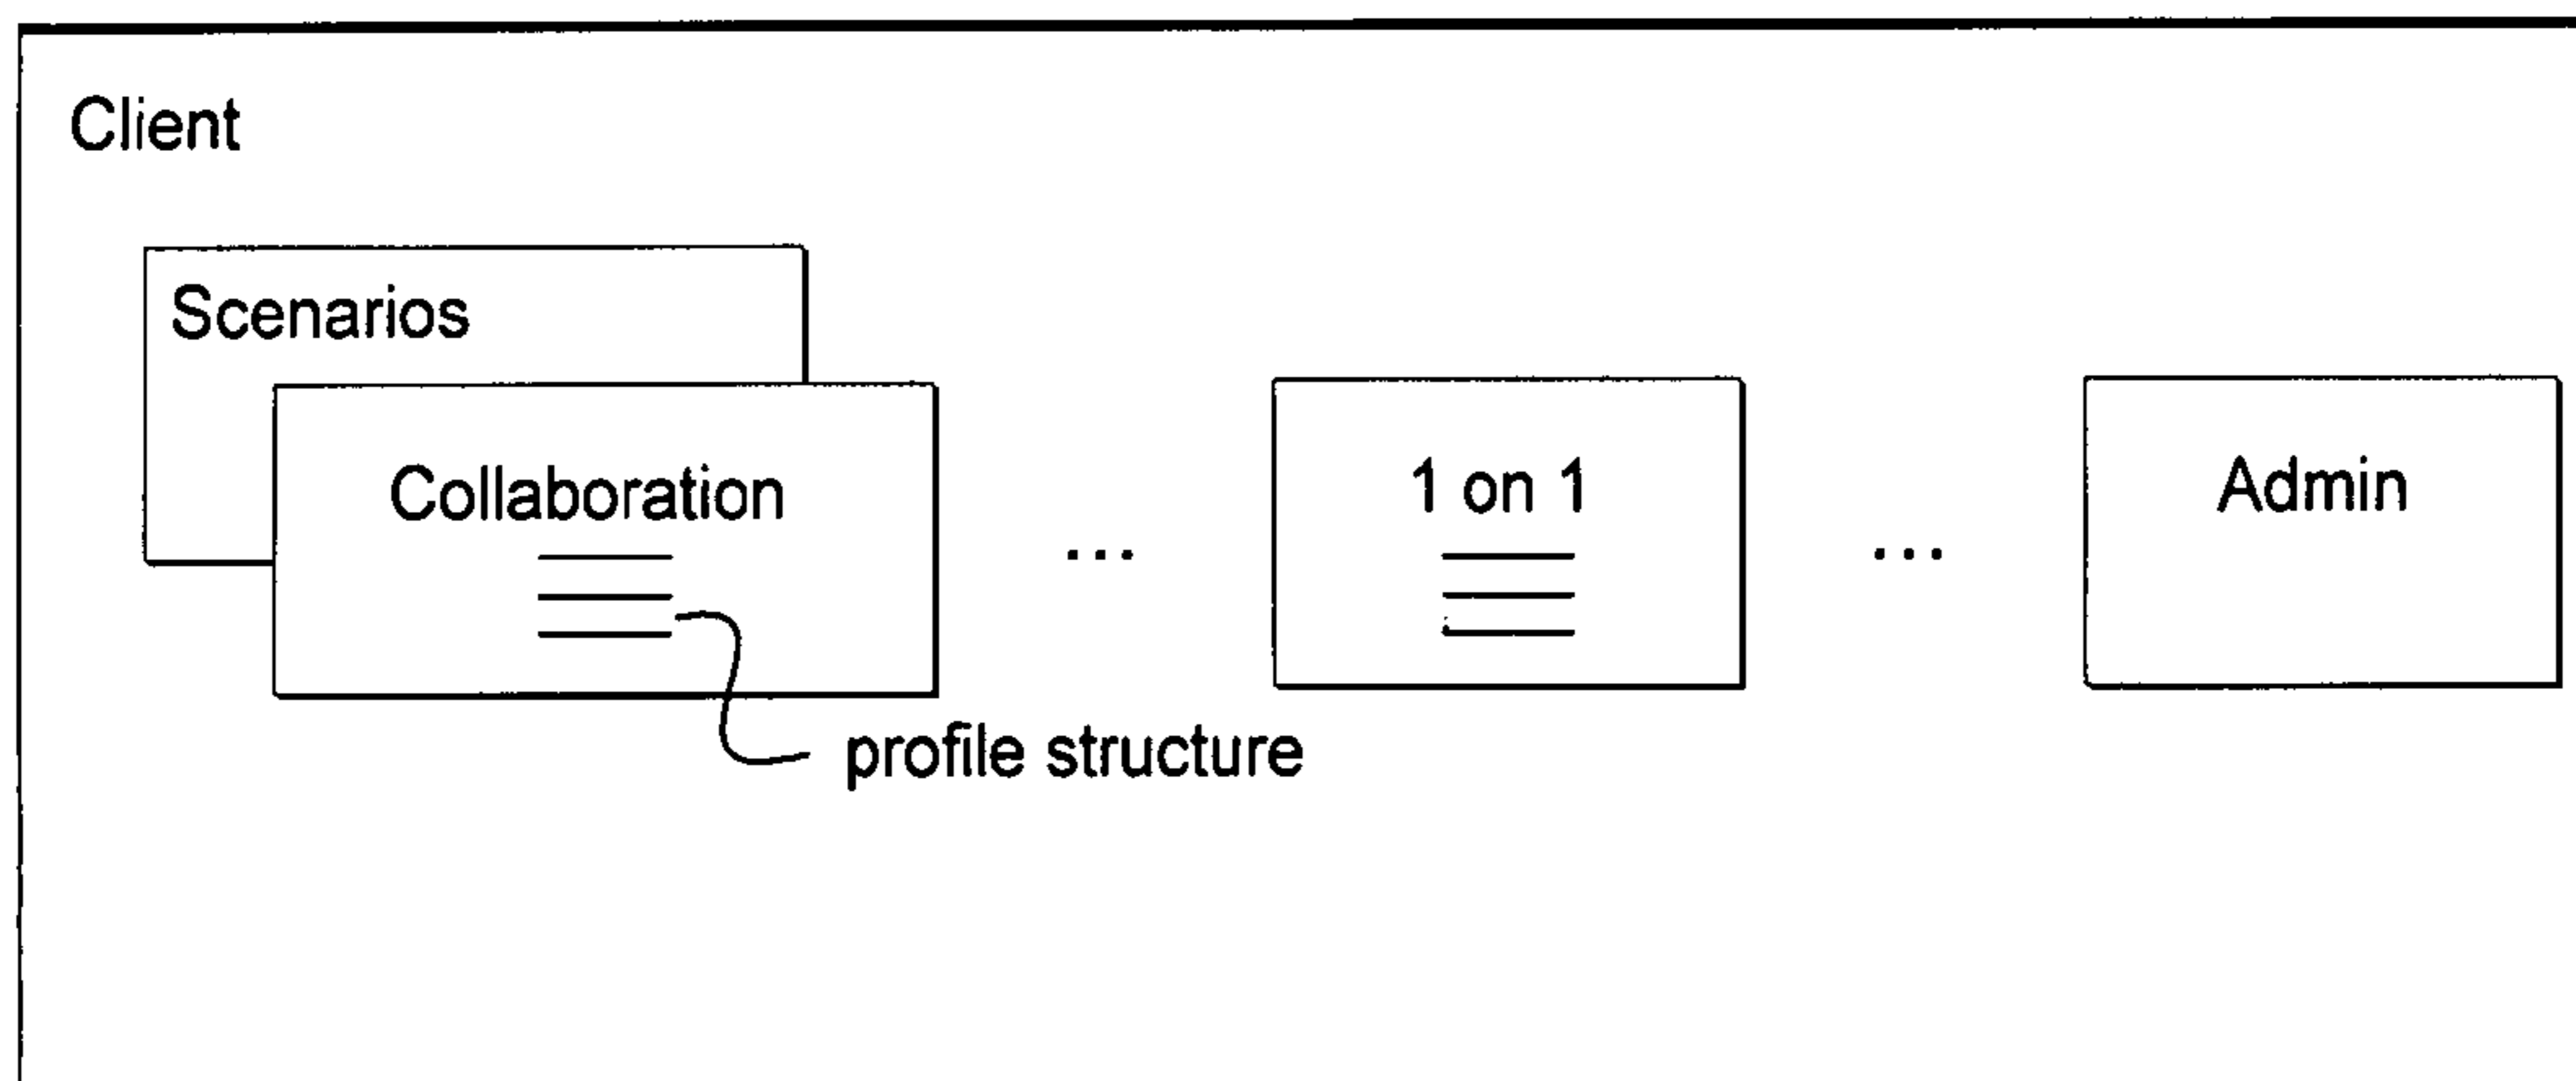 Client
Scenarios
Collaboration
...
1 on 1
...
Admin
profile structure